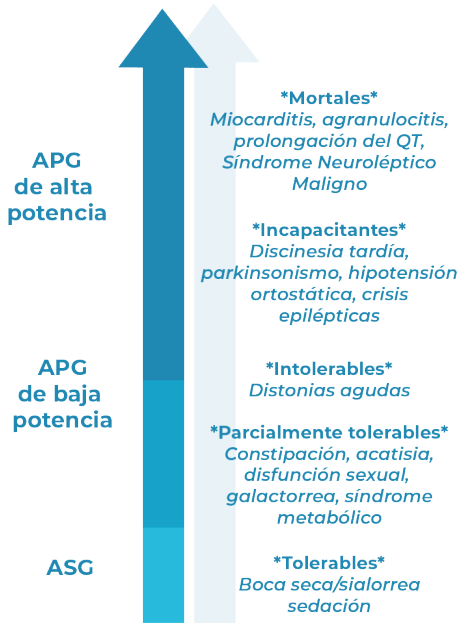 *Mortales*
Miocarditis, agranulocitis,
prolongación del QT,
Síndrome Neuroléptico
Maligno
APG
de alta
potencia
*Incapacitantes*
Discinesia tardía,
parkinsonismo, hipotensión
ortostática, crisis
epilépticas
APG
de baja
potencia
*Intolerables*
Distonias agudas
*Parcialmente tolerables*
Constipación, acatisia,
disfunción sexual,
galactorrea, síndrome
metabólico
ASG
*Tolerables*
Boca seca/sialorrea
sedación